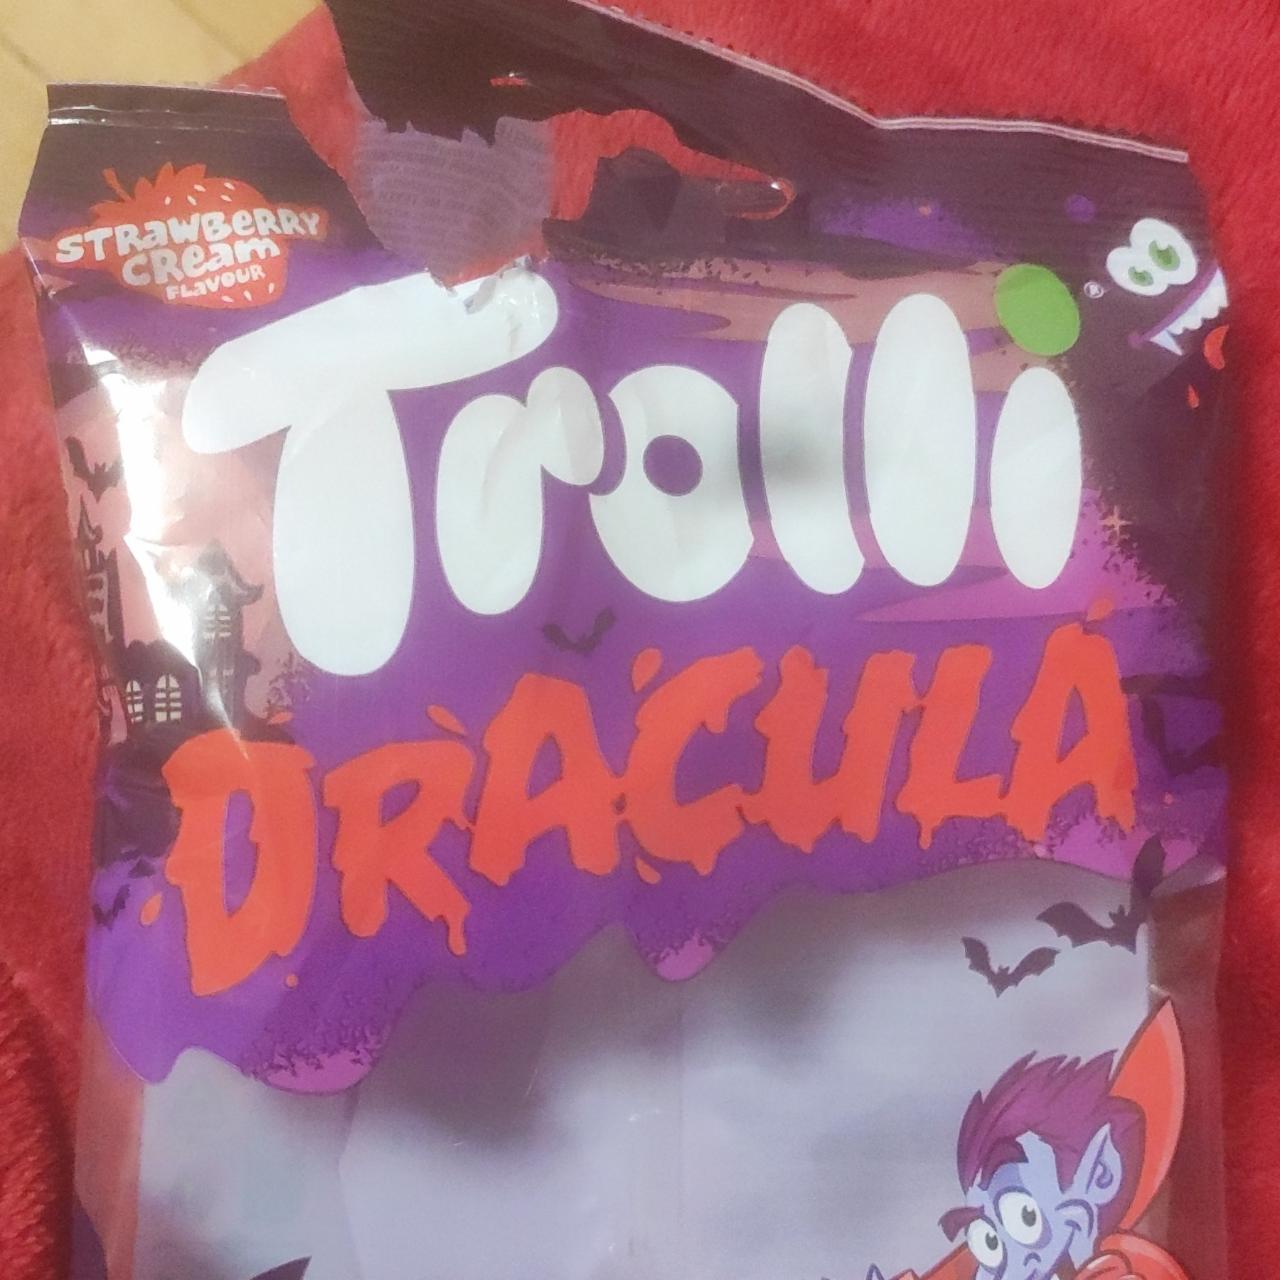 STRAWBERRY
CREAM
FLAVOUR
Trolli
®
DRACULA